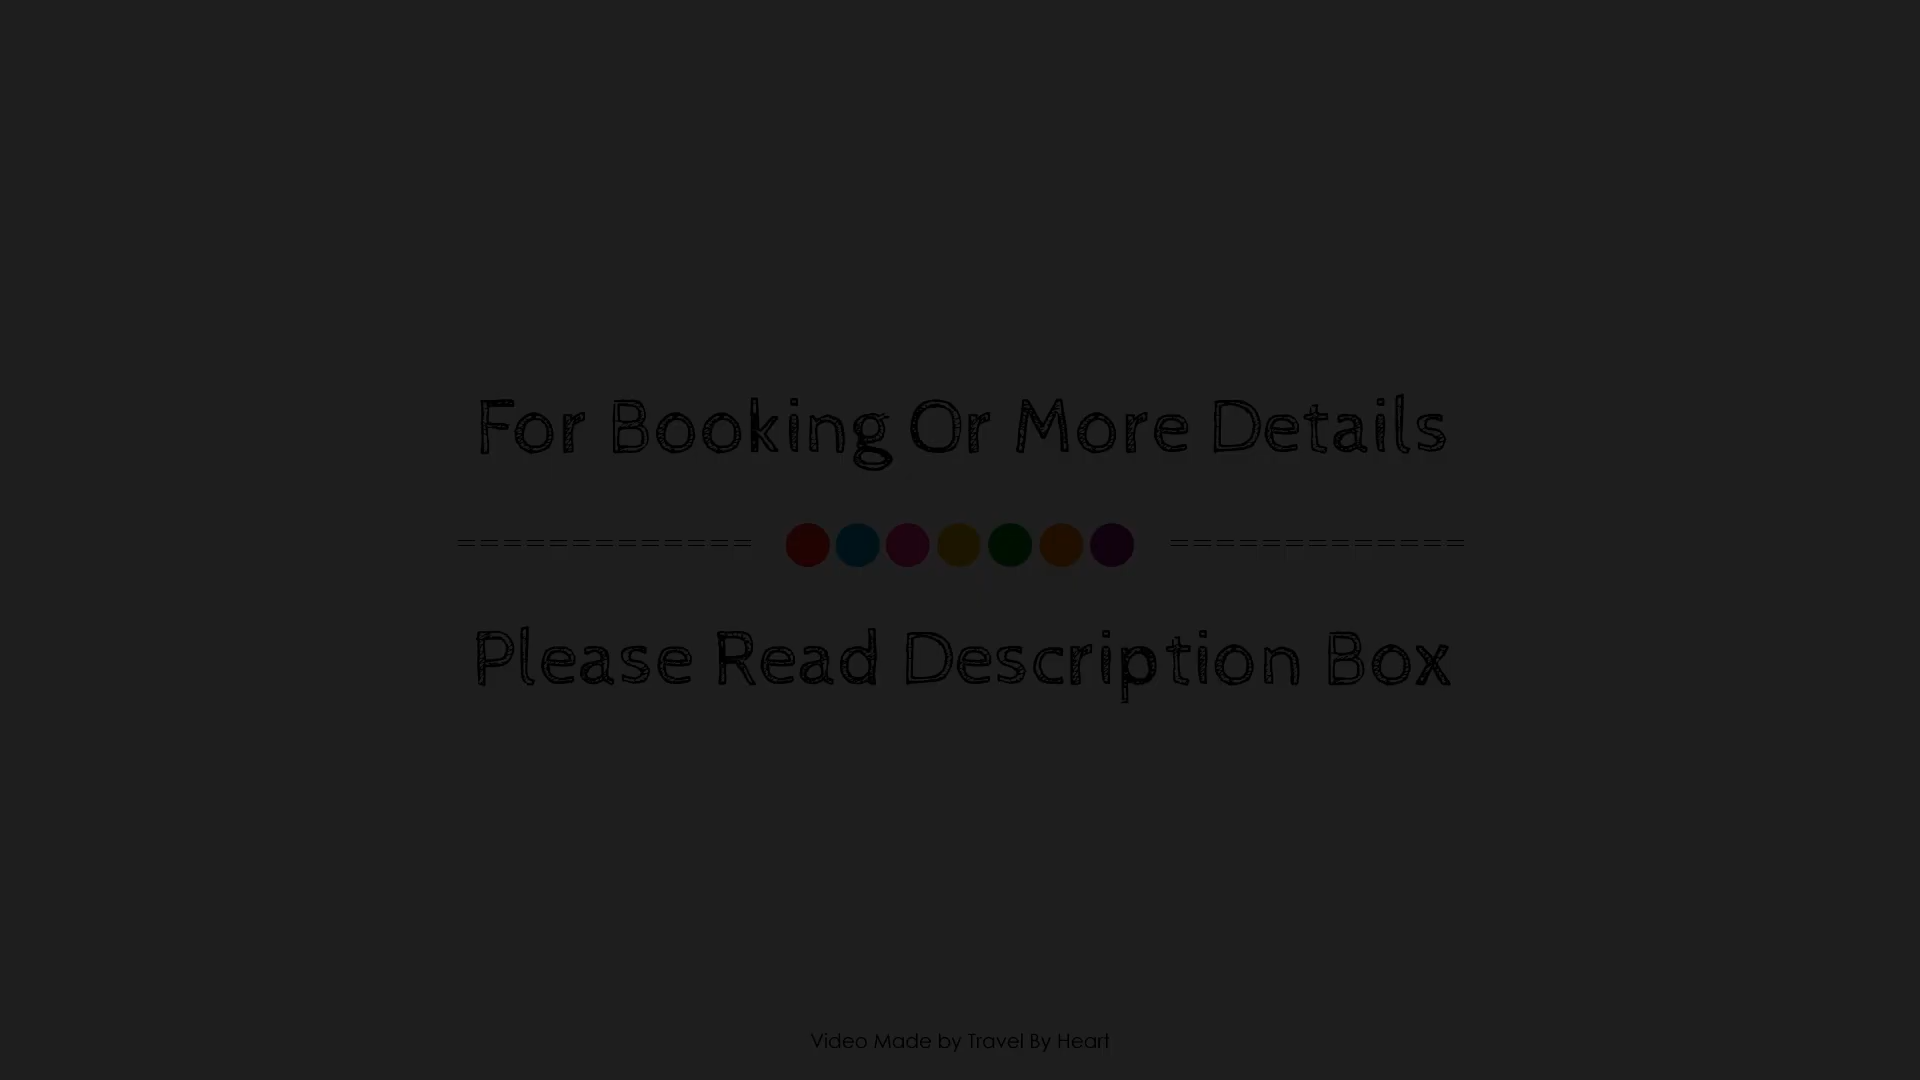 For Booking Or More Details
============= =============
Please Read Description Box
Video Made by Travel By Heart